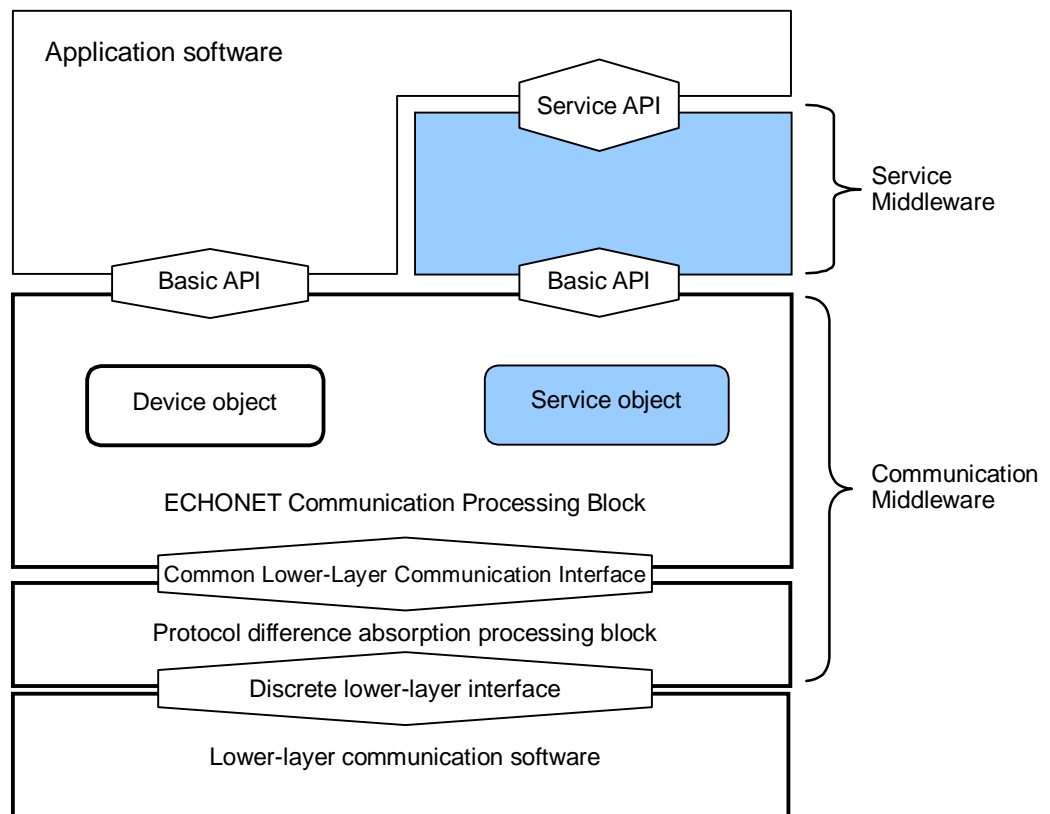 Application software
Service API
Service
Middleware
Basic API
Basic API
Device object
Service object
Communication
Middleware
ECHONET Communication Processing Block
Common Lower-Layer Communication Interface
Protocol difference absorption processing block
Discrete lower-layer interface
Lower-layer communication software